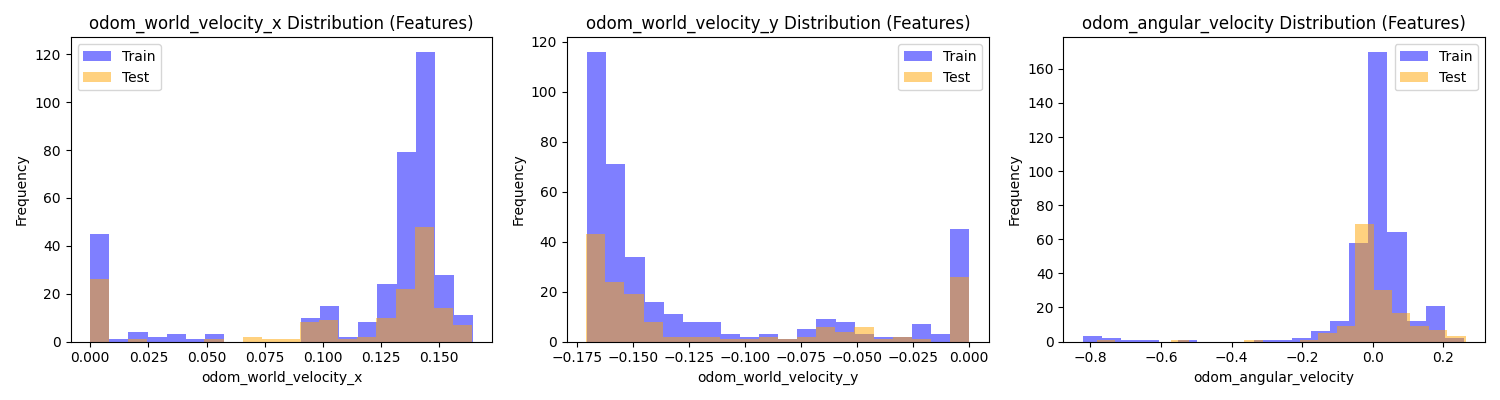 odom_world_velocity_x Distribution (Features)
Train
Test
120
100
80
60
40
20
0
Frequency
0.000 0.025 0.050 0.075 0.100 0.125 0.150
odom_world_velocity_x
odom_world_velocity_y Distribution (Features)
Train
Test
120
100
80
60
40
20
0
Frequency
−0.175 −0.150 −0.125 −0.100 −0.075 −0.050 −0.025 0.000
odom_world_velocity_y
odom_angular_velocity Distribution (Features)
Train
Test
160
140
120
100
80
60
40
20
0
Frequency
−0.8 −0.6 −0.4 −0.2 0.0 0.2
odom_angular_velocity